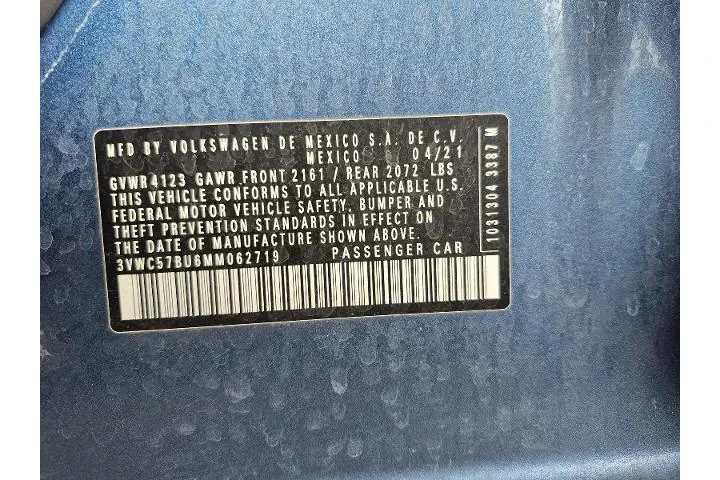 MFD BY VOLKSWAGEN DE MEXICO S.A. DE C.V.
MEXICO 04/21
GVWR 4123 GAWR FRONT 2161 / REAR 2072 LBS
THIS VEHICLE CONFORMS TO ALL APPLICABLE U.S.
FEDERAL MOTOR VEHICLE SAFETY, BUMPER AND
THEFT PREVENTION STANDARDS IN EFFECT ON
THE DATE OF MANUFACTURE SHOWN ABOVE.
3VWC57BU6MM062719 PASSENGER CAR
1031304 3387 M